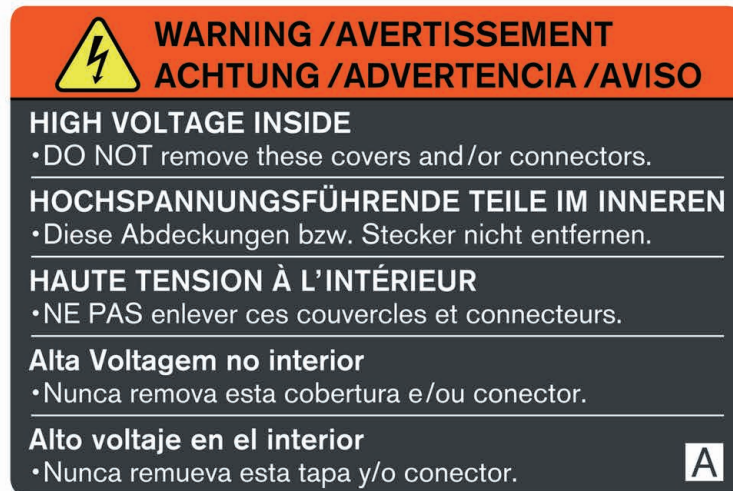 WARNING / AVERTISSEMENT
ACHTUNG / ADVERTENCIA / AVISO
HIGH VOLTAGE INSIDE
•DO NOT remove these covers and/or connectors.
HOCHSPANNUNGSFÜHRENDE TEILE IM INNEREN
•Diese Abdeckungen bzw. Stecker nicht entfernen.
HAUTE TENSION À L'INTÉRIEUR
•NE PAS enlever ces couvercles et connecteurs.
Alta Voltagem no interior
•Nunca remova esta cobertura e/ou conector.
Alto voltaje en el interior
•Nunca remueva esta tapa y/o conector.
A